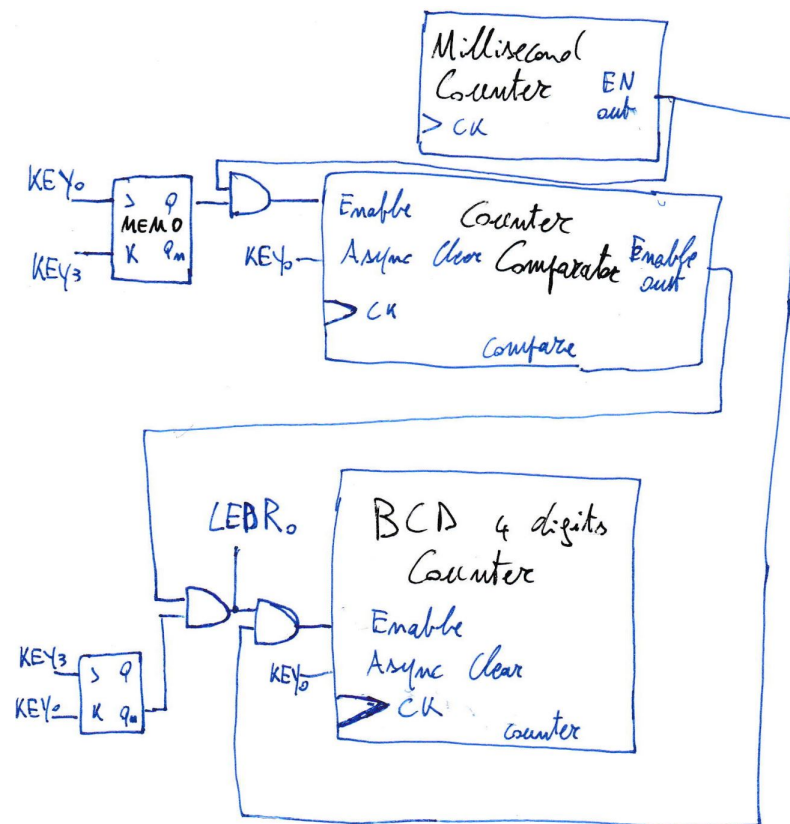 Millisecond
Counter
EN
out
> CK
KEY0
J Q
MEMO
K Qn
KEY3
Enable
Counter
KEY0
Async Clear
Comparator
Enable
out
CK
Compare
LEDR0
BCD 4 digits
Counter
Enable
KEY0
Async Clear
CK
counter
KEY3
J Q
KEY0
K Qn